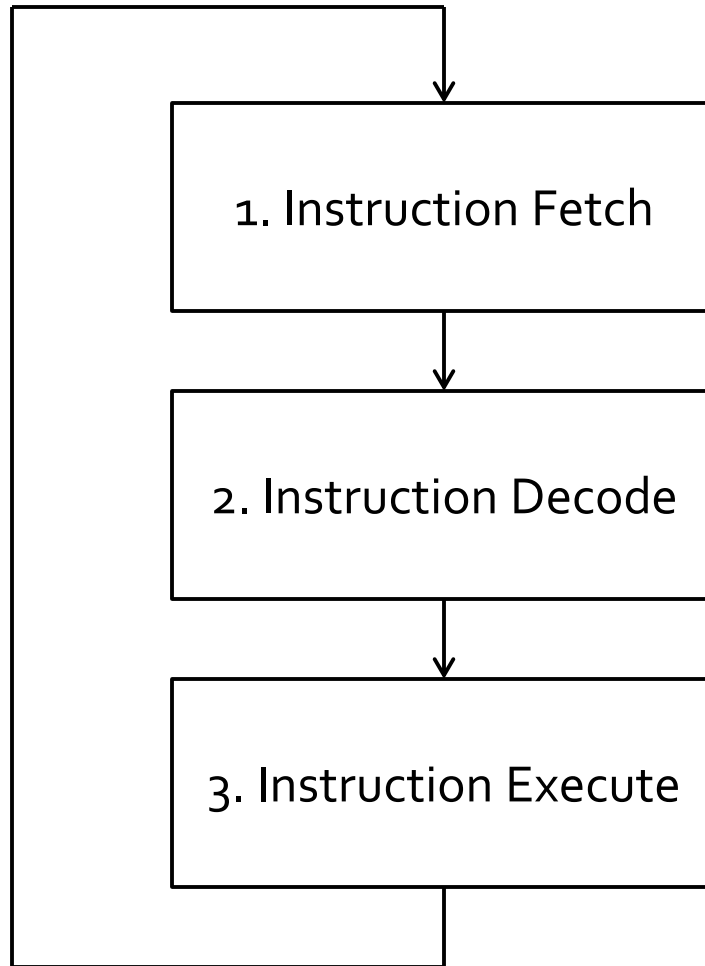 1. Instruction Fetch
2. Instruction Decode
3. Instruction Execute